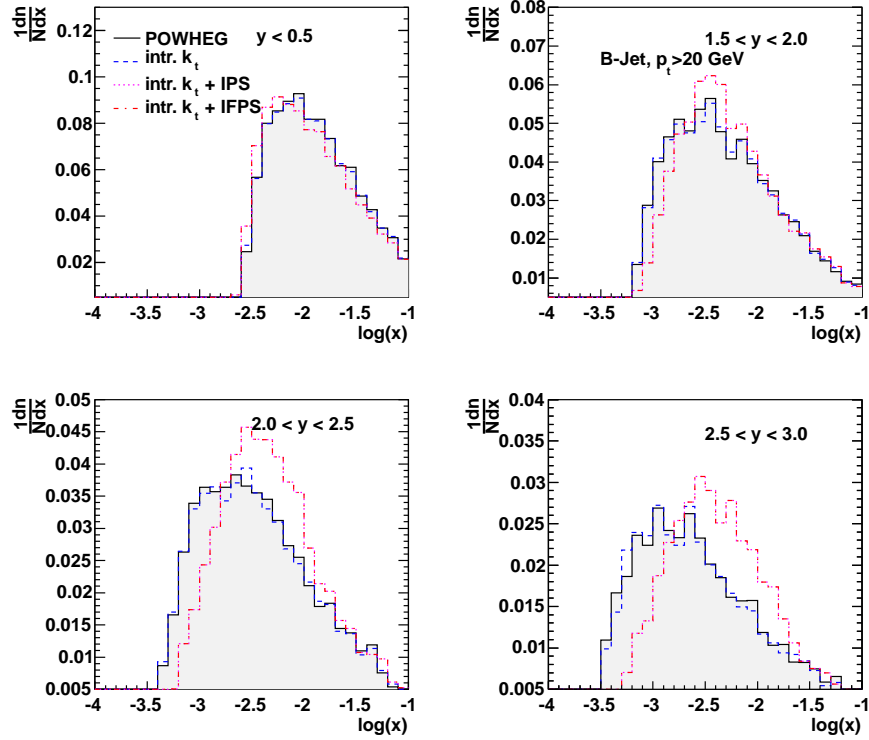 1dn
Ndx
0.12
0.1
0.08
0.06
0.04
0.02
POWHEG
intr. k_t
intr. k_t + IPS
intr. k_t + IFPS
y < 0.5
-4 -3.5 -3 -2.5 -2 -1.5 -1
log(x)
1dn
Ndx
0.08
0.07
0.06
0.05
0.04
0.03
0.02
0.01
1.5 < y < 2.0
B-Jet, p_t>20 GeV
-4 -3.5 -3 -2.5 -2 -1.5 -1
log(x)
1dn
Ndx
0.05
0.045
0.04
0.035
0.03
0.025
0.02
0.015
0.01
0.005
2.0 < y < 2.5
-4 -3.5 -3 -2.5 -2 -1.5 -1
log(x)
1dn
Ndx
0.04
0.035
0.03
0.025
0.02
0.015
0.01
0.005
2.5 < y < 3.0
-4 -3.5 -3 -2.5 -2 -1.5 -1
log(x)